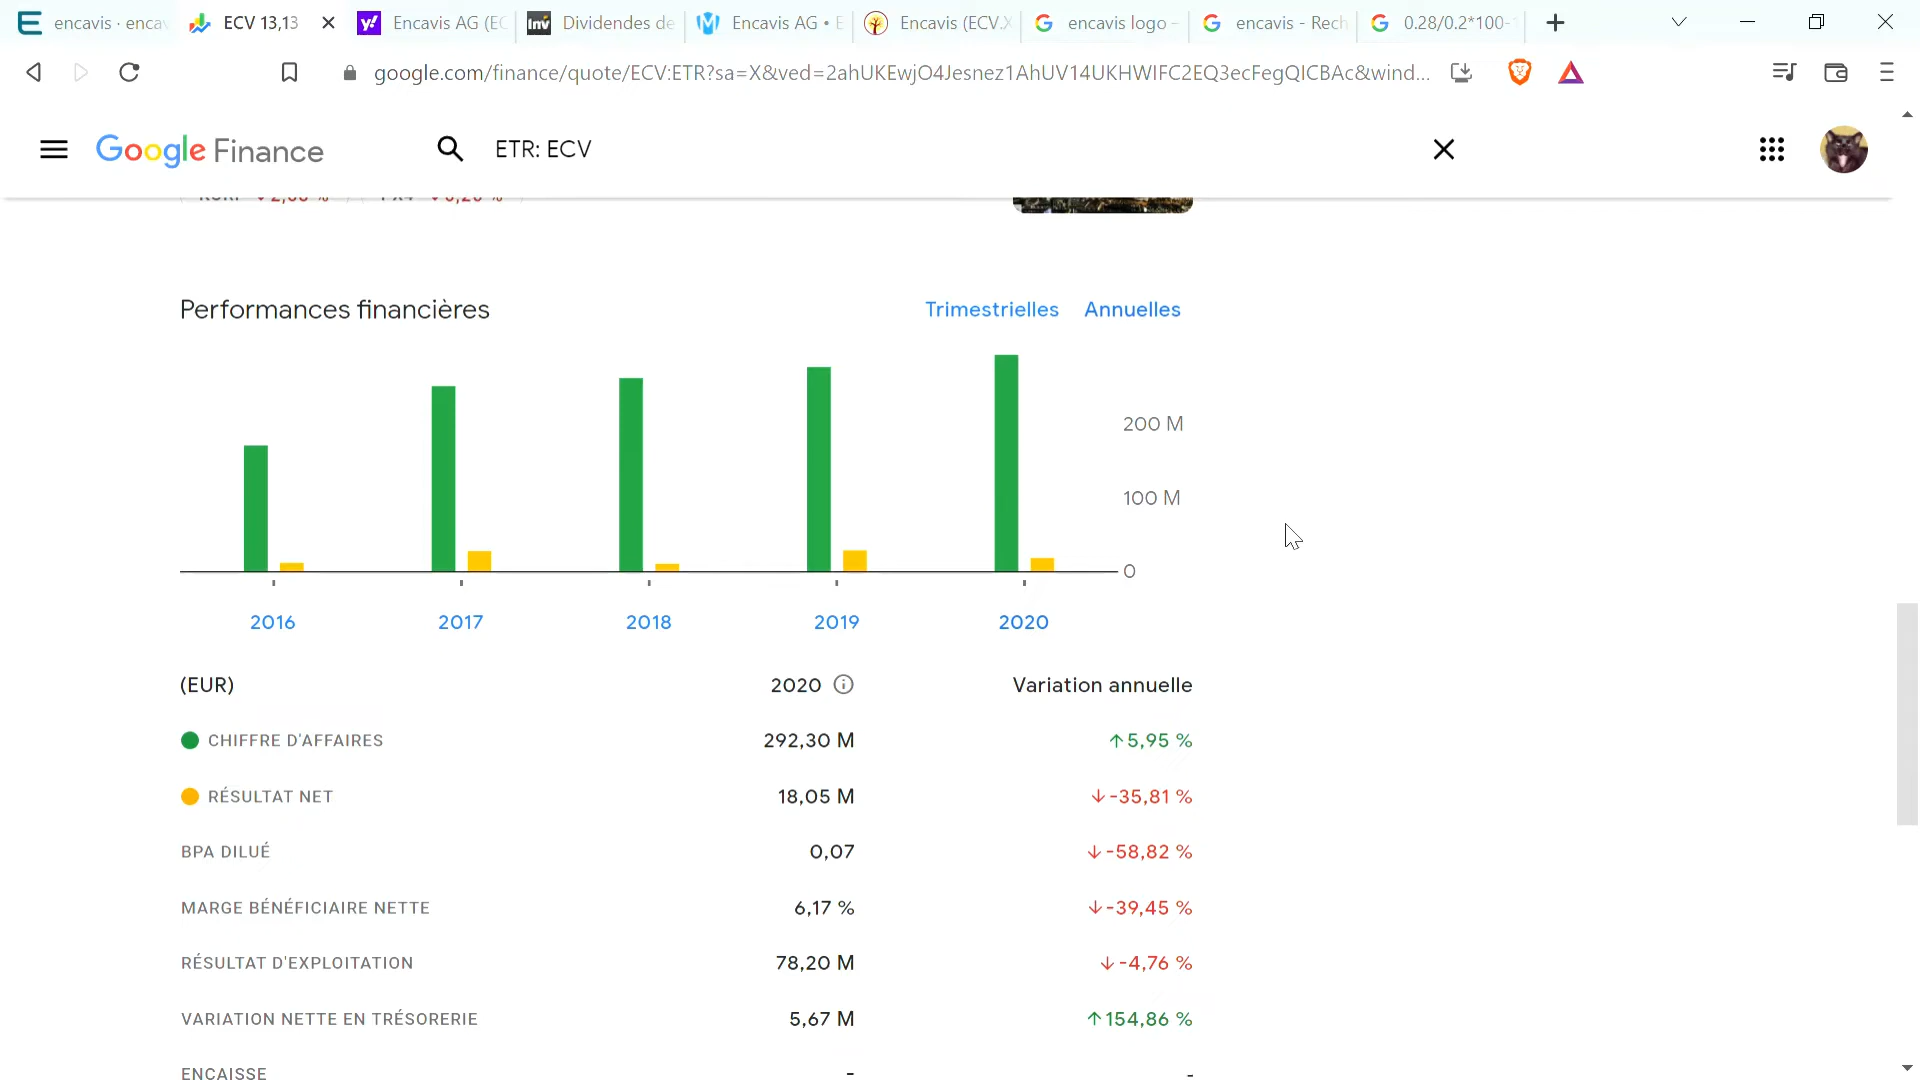 encavis · encav
ECV 13,13
Encavis AG (EC
Dividendes de
Encavis AG • E
Encavis (ECV.X
encavis logo -
encavis - Rech
0.28/0.2*100-
google.com/finance/quote/ECV:ETR?sa=X&ved=2ahUKEwjO4Jesnez1AhUV14UKHWIFC2EQ3ecFegQICBAc&wind...
Google Finance
ETR: ECV
Performances financières
Trimestrielles Annuelles
200 M
100 M
0
2016 2017 2018 2019 2020
(EUR) 2020 Variation annuelle
CHIFFRE D'AFFAIRES 292,30 M ↑5,95 %
RÉSULTAT NET 18,05 M ↓-35,81 %
BPA DILUÉ 0,07 ↓-58,82 %
MARGE BÉNÉFICIAIRE NETTE 6,17 % ↓-39,45 %
RÉSULTAT D'EXPLOITATION 78,20 M ↓-4,76 %
VARIATION NETTE EN TRÉSORERIE 5,67 M ↑154,86 %
ENCAISSE - -